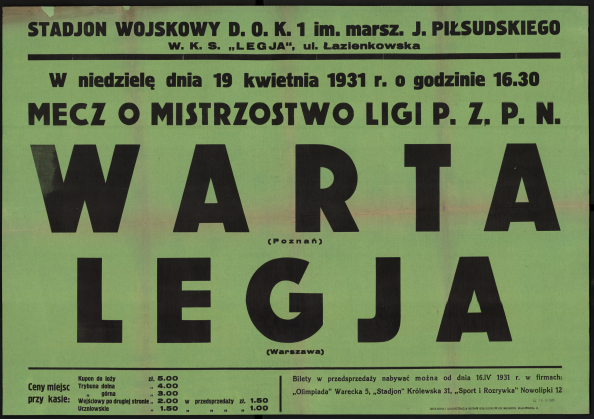 STADJON WOJSKOWY D. O. K. 1 im. marsz. J. PIŁSUDSKIEGO
W. K. S. „LEGJA”, ul. Łazienkowska
W niedzielę dnia 19 kwietnia 1931 r. o godzinie 16.30
MECZ O MISTRZOSTWO LIGI P. Z. P. N.
WARTA
(Poznań)
LEGJA
(Warszawa)
Ceny miejsc przy kasie:
Kupon do loży zł. 5.00
Trybuna dolna „ 4.00
„ górna „ 3.00
Wejściowy po drugiej stronie „ 2.00 w przedsprzedaży zł. 1.50
Uczniowskie „ 1.50 „ „ 1.00
Bilety w przedsprzedaży nabywać można od dnia 16.IV 1931 r. w firmach:
„Olimpiada” Warecka 5, „Stadjon” Królewska 31, „Sport i Rozrywka” Nowolipki 12